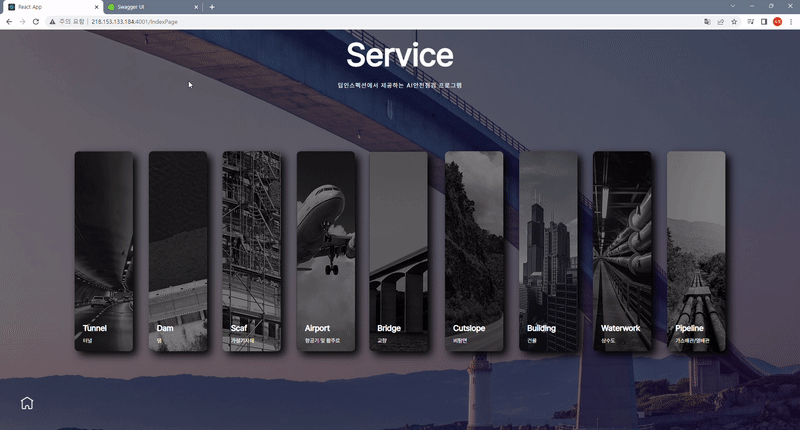 React App
Swagger UI
주의 요함 | 218.153.133.184:4001/IndexPage
Service
딥인스펙션에서 제공하는 AI안전점검 프로그램
Tunnel
터널
Dam
댐
Scaf
가설기자재
Airport
항공기 및 활주로
Bridge
교량
Cutslope
비탈면
Building
건물
Waterwork
상수도
Pipeline
가스배관/열배관